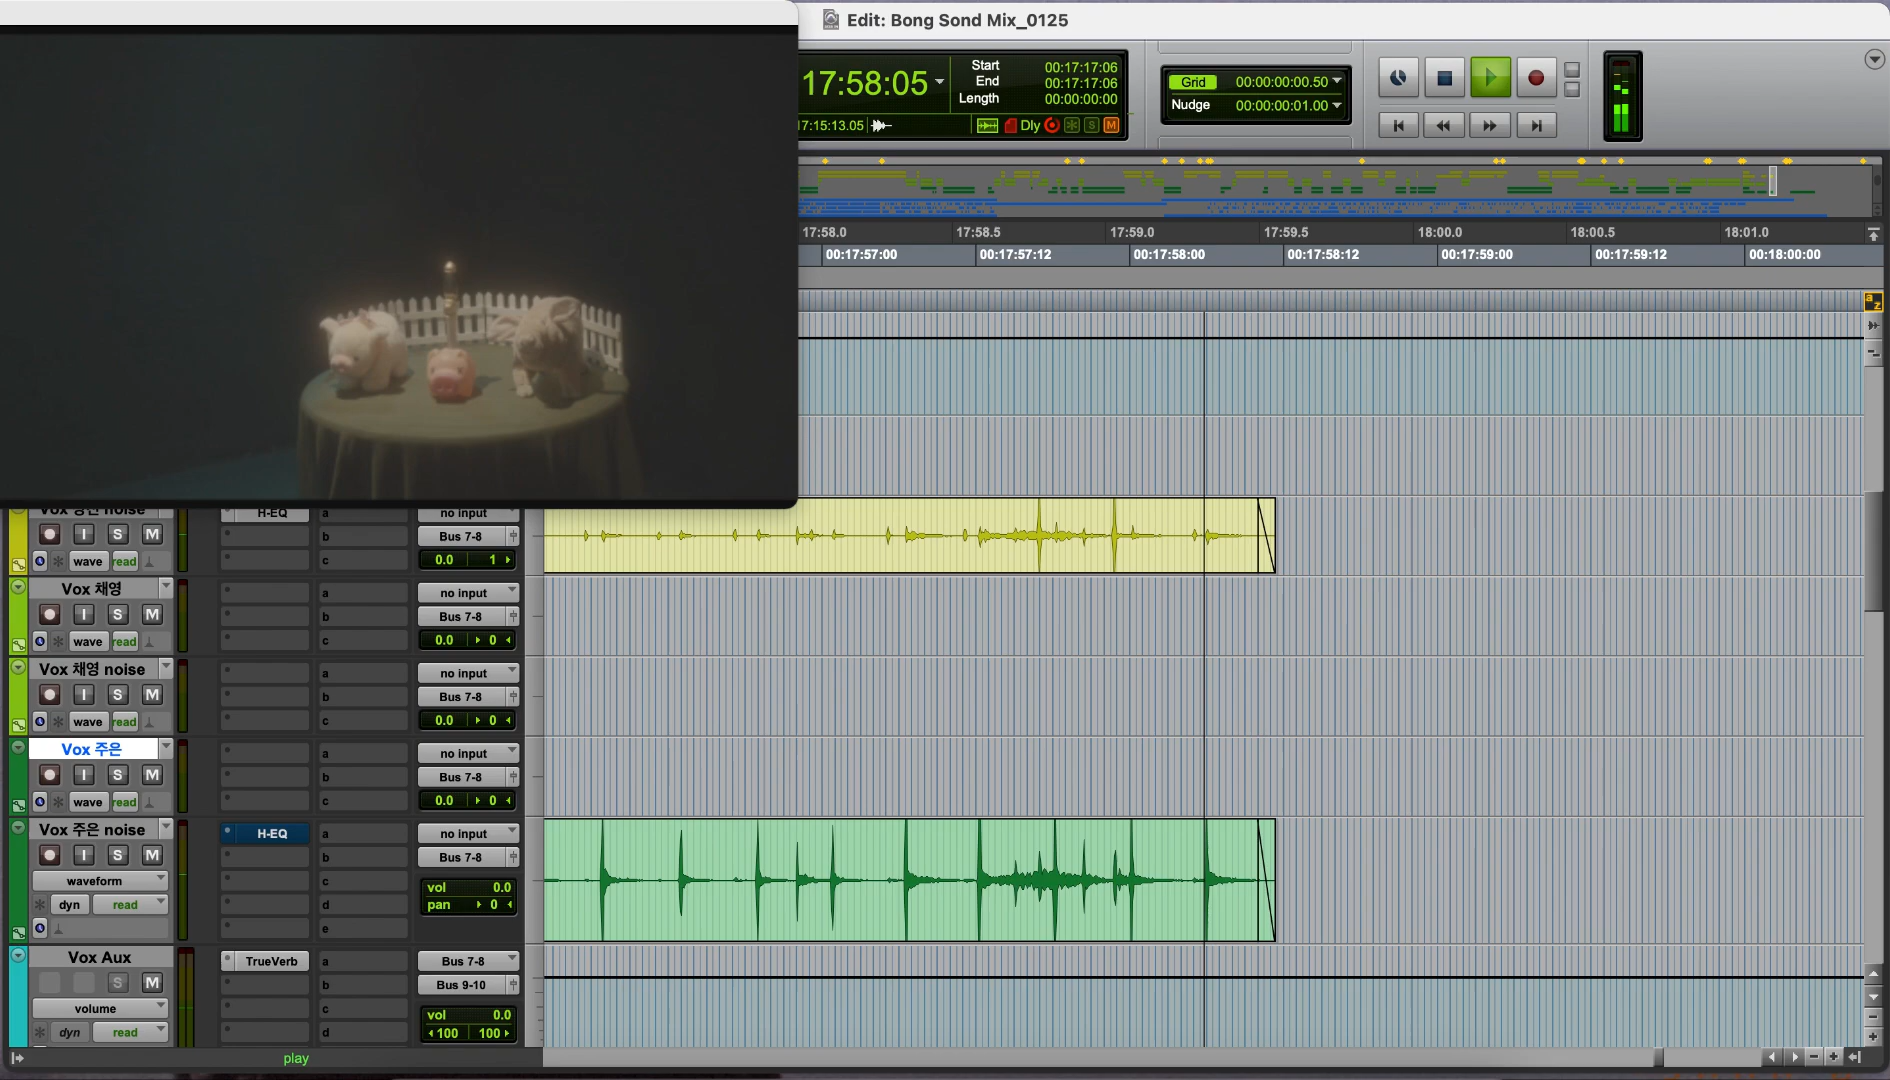 Edit: Bong Sond Mix_0125
17:58:05
Start 00:17:17:06
End 00:17:17:06
Length 00:00:00:00
17:15:13.05
Dly
S
M
Grid 00:00:00:00.50
Nudge 00:00:00:01.00
17:58.0 17:58.5 17:59.0 17:59.5 18:00.0 18:00.5 18:01.0
00:17:57:00 00:17:57:12 00:17:58:00 00:17:58:12 00:17:59:00 00:17:59:12 00:18:00:00
a
z
noise
H-EQ a no input
I S M b Bus 7-8
wave read c 0.0 1
Vox 채영 a no input
I S M b Bus 7-8
wave read c 0.0 0
Vox 채영 noise a no input
I S M b Bus 7-8
wave read c 0.0 0
Vox 주은 a no input
I S M b Bus 7-8
wave read c 0.0 0
Vox 주은 noise H-EQ a no input
I S M b Bus 7-8
waveform c vol 0.0
dyn read d pan 0
e
Vox Aux TrueVerb a Bus 7-8
S M b Bus 9-10
volume c vol 0.0
dyn read d 100 100
play